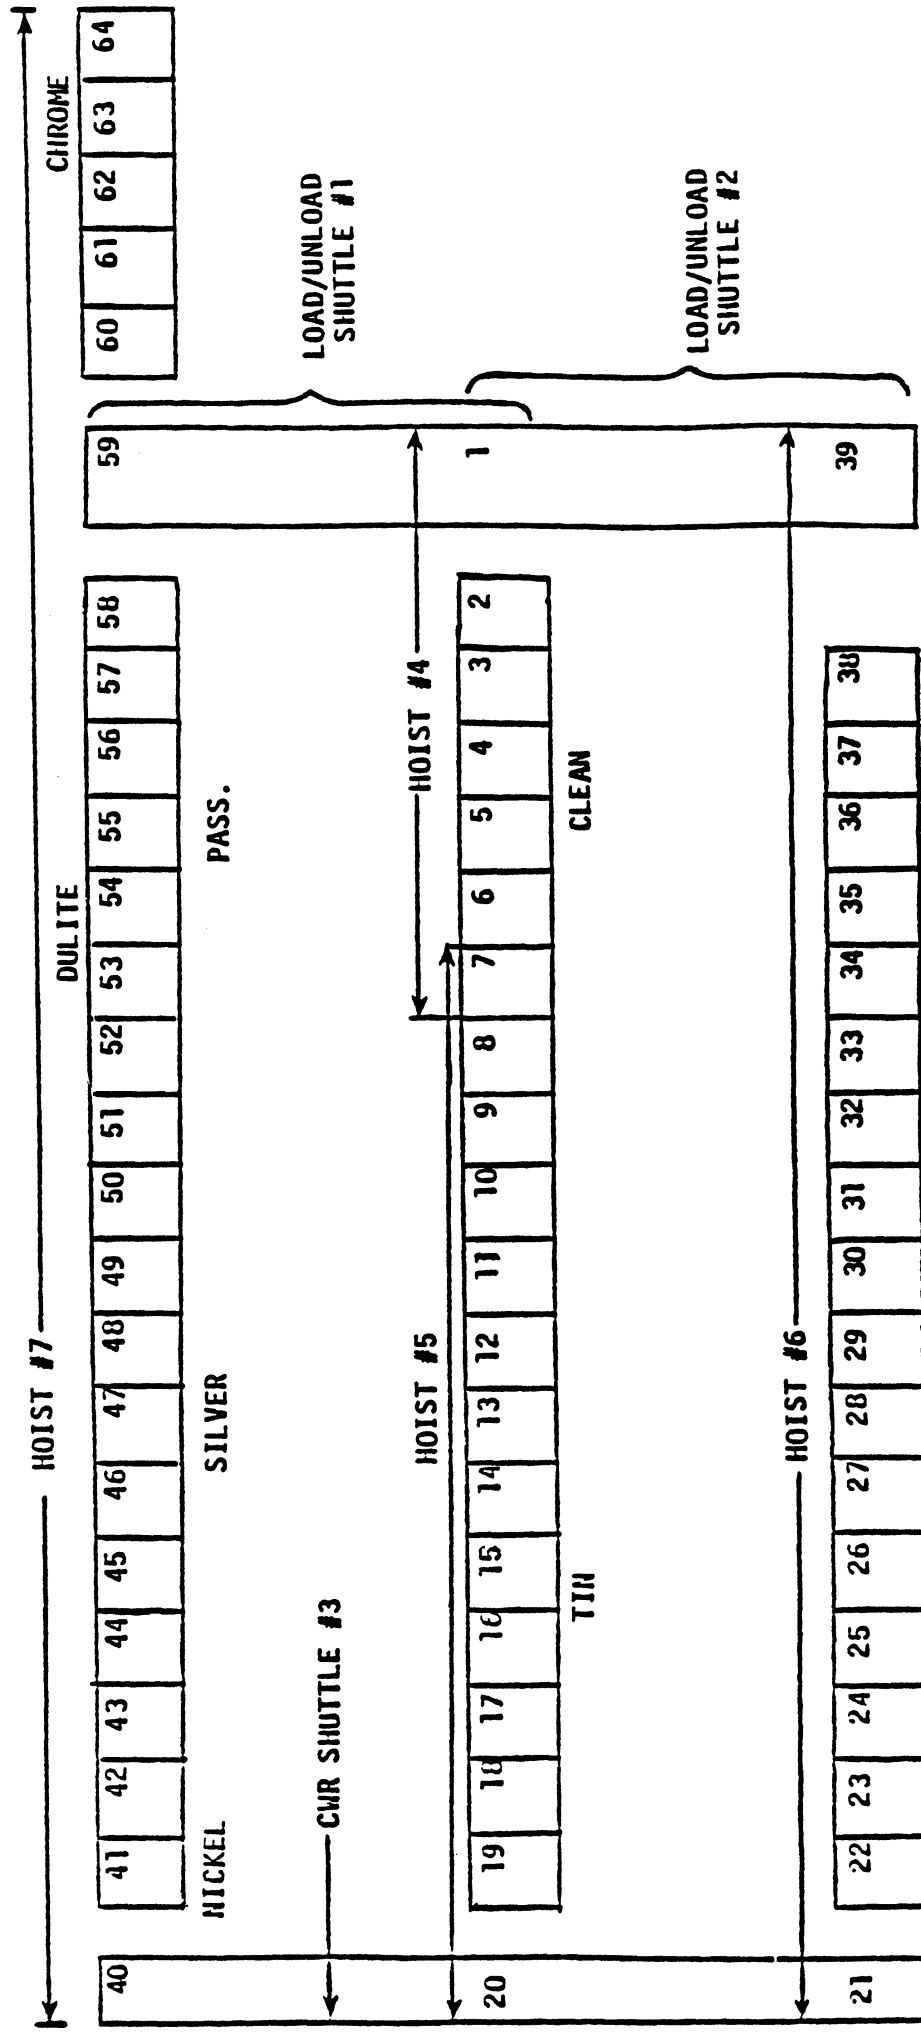 HOIST #7
CHROME
60 61 62 63 64
DULITE
41 42 43 44 45 46 47 48 49 50 51 52 53 54 55 56 57 58
NICKEL
SILVER
PASS.
40
59
LOAD/UNLOAD
SHUTTLE #1
CWR SHUTTLE #3
HOIST #4
HOIST #5
20
19 18 17 16 15 14 13 12 11 10 9 8 7 6 5 4 3 2
1
TIN
CLEAN
LOAD/UNLOAD
SHUTTLE #2
HOIST #6
21
22 23 24 25 26 27 28 29 30 31 32 33 34 35 36 37 38
39